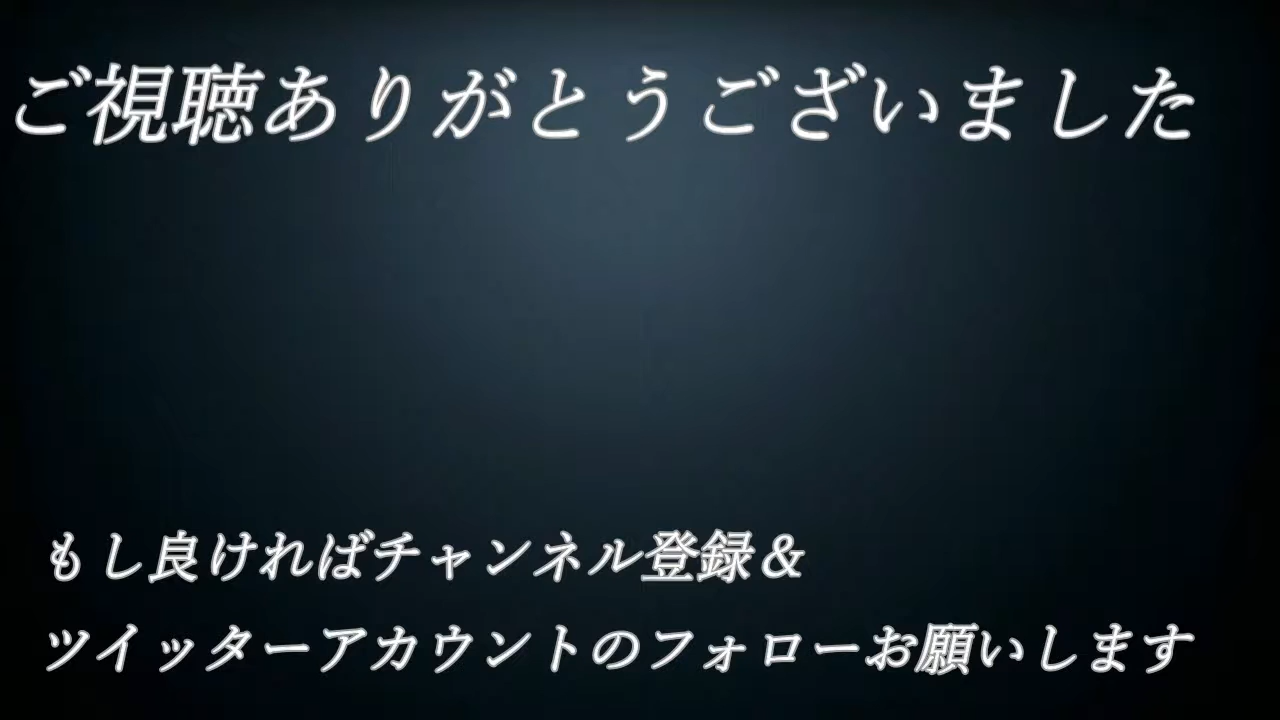 ご視聴ありがとうございました
もし良ければチャンネル登録＆
ツイッターアカウントのフォローお願いします